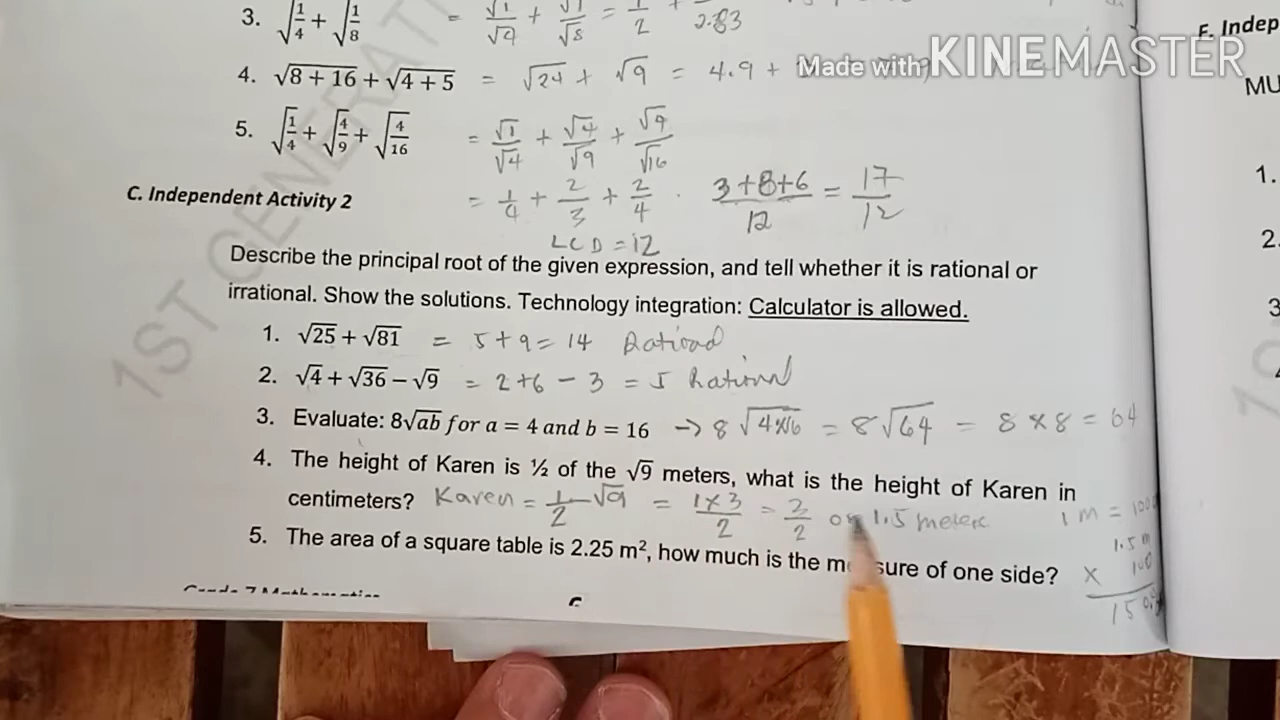 3. √1/4 + √1/8 = √1/√4 + √1/√8 = 1/2 + 2.83
F. Indep
4. √8 + 16 + √4 + 5 = √24 + √9 = 4.9 +
Made with KINEMASTER
MU
5. √1/4 + √4/9 + √4/16 = √1/√4 + √4/√9 + √9/√16
= 1/4 + 2/3 + 2/4 . 3+8+6/12 = 17/12
1.
C. Independent Activity 2
LCD = 12
2.
Describe the principal root of the given expression, and tell whether it is rational or
irrational. Show the solutions. Technology integration: Calculator is allowed.
3
1. √25 + √81 = 5+9 = 14 Rational
2. √4 + √36 − √9 = 2+6 − 3 = 5 Rational
3. Evaluate: 8√ab for a = 4 and b = 16 → 8 √4x16 = 8√64 = 8 x 8 = 64
4. The height of Karen is ½ of the √9 meters, what is the height of Karen in
centimeters? Karen = 1/2 √9 = 1x3/2 = 3/2 or 1.5 meters
1 m = 100
1.5 m
x 100
5. The area of a square table is 2.25 m², how much is the measure of one side?
1ST GENERATI